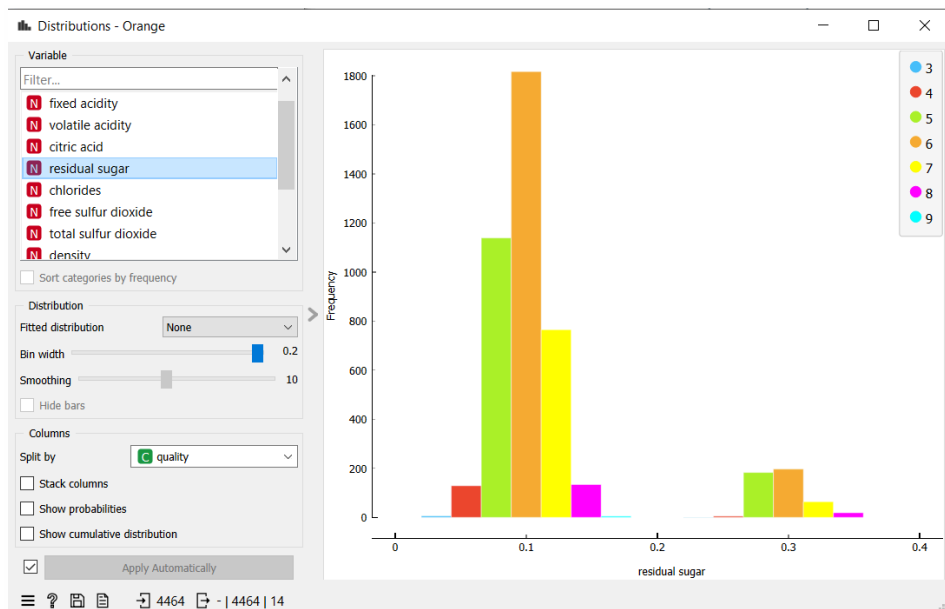 Distributions - Orange
Variable
Filter...
N fixed acidity
N volatile acidity
N citric acid
N residual sugar
N chlorides
N free sulfur dioxide
N total sulfur dioxide
N density
Sort categories by frequency
Distribution
Fitted distribution None
Bin width 0.2
Smoothing 10
Hide bars
Columns
Split by C quality
Stack columns
Show probabilities
Show cumulative distribution
Apply Automatically
? 4464 - | 4464 | 14
Frequency
1800
1600
1400
1200
1000
800
600
400
200
0
0 0.1 0.2 0.3 0.4
residual sugar
3
4
5
6
7
8
9